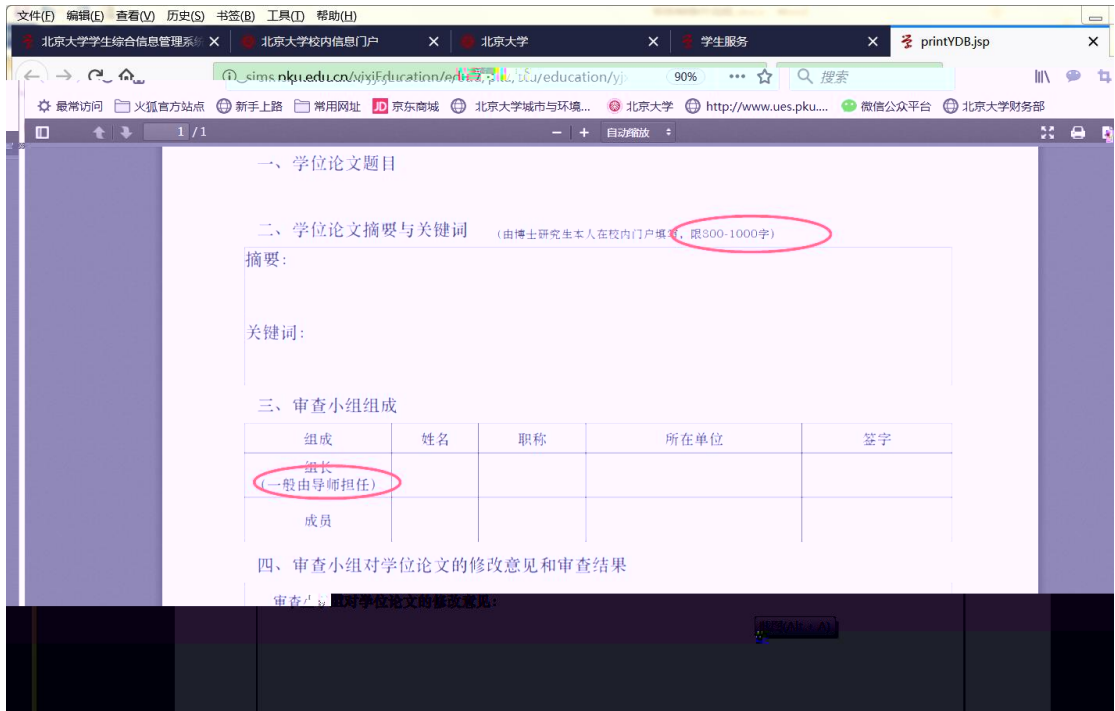 文件(F) 编辑(E) 查看(V) 历史(S) 书签(B) 工具(T) 帮助(H)
北京大学学生综合信息管理系统 北京大学校内信息门户 北京大学 学生服务 printYDB.jsp
90% 搜索
最常访问 火狐官方站点 新手上路 常用网址 JD 京东商城 北京大学城市与环境... 北京大学 http://www.ues.pku.... 微信公众平台 北京大学财务部
1 / 1 — + 自动缩放
一、学位论文题目
二、学位论文摘要与关键词 (由博士研究生本人在校内门户填写，限800-1000字)
摘要:
关键词:
三、审查小组组成
组成 姓名 职称 所在单位 签字
组长
(一般由导师担任)
成员
四、审查小组对学位论文的修改意见和审查结果
审查小组对学位论文的修改意见: